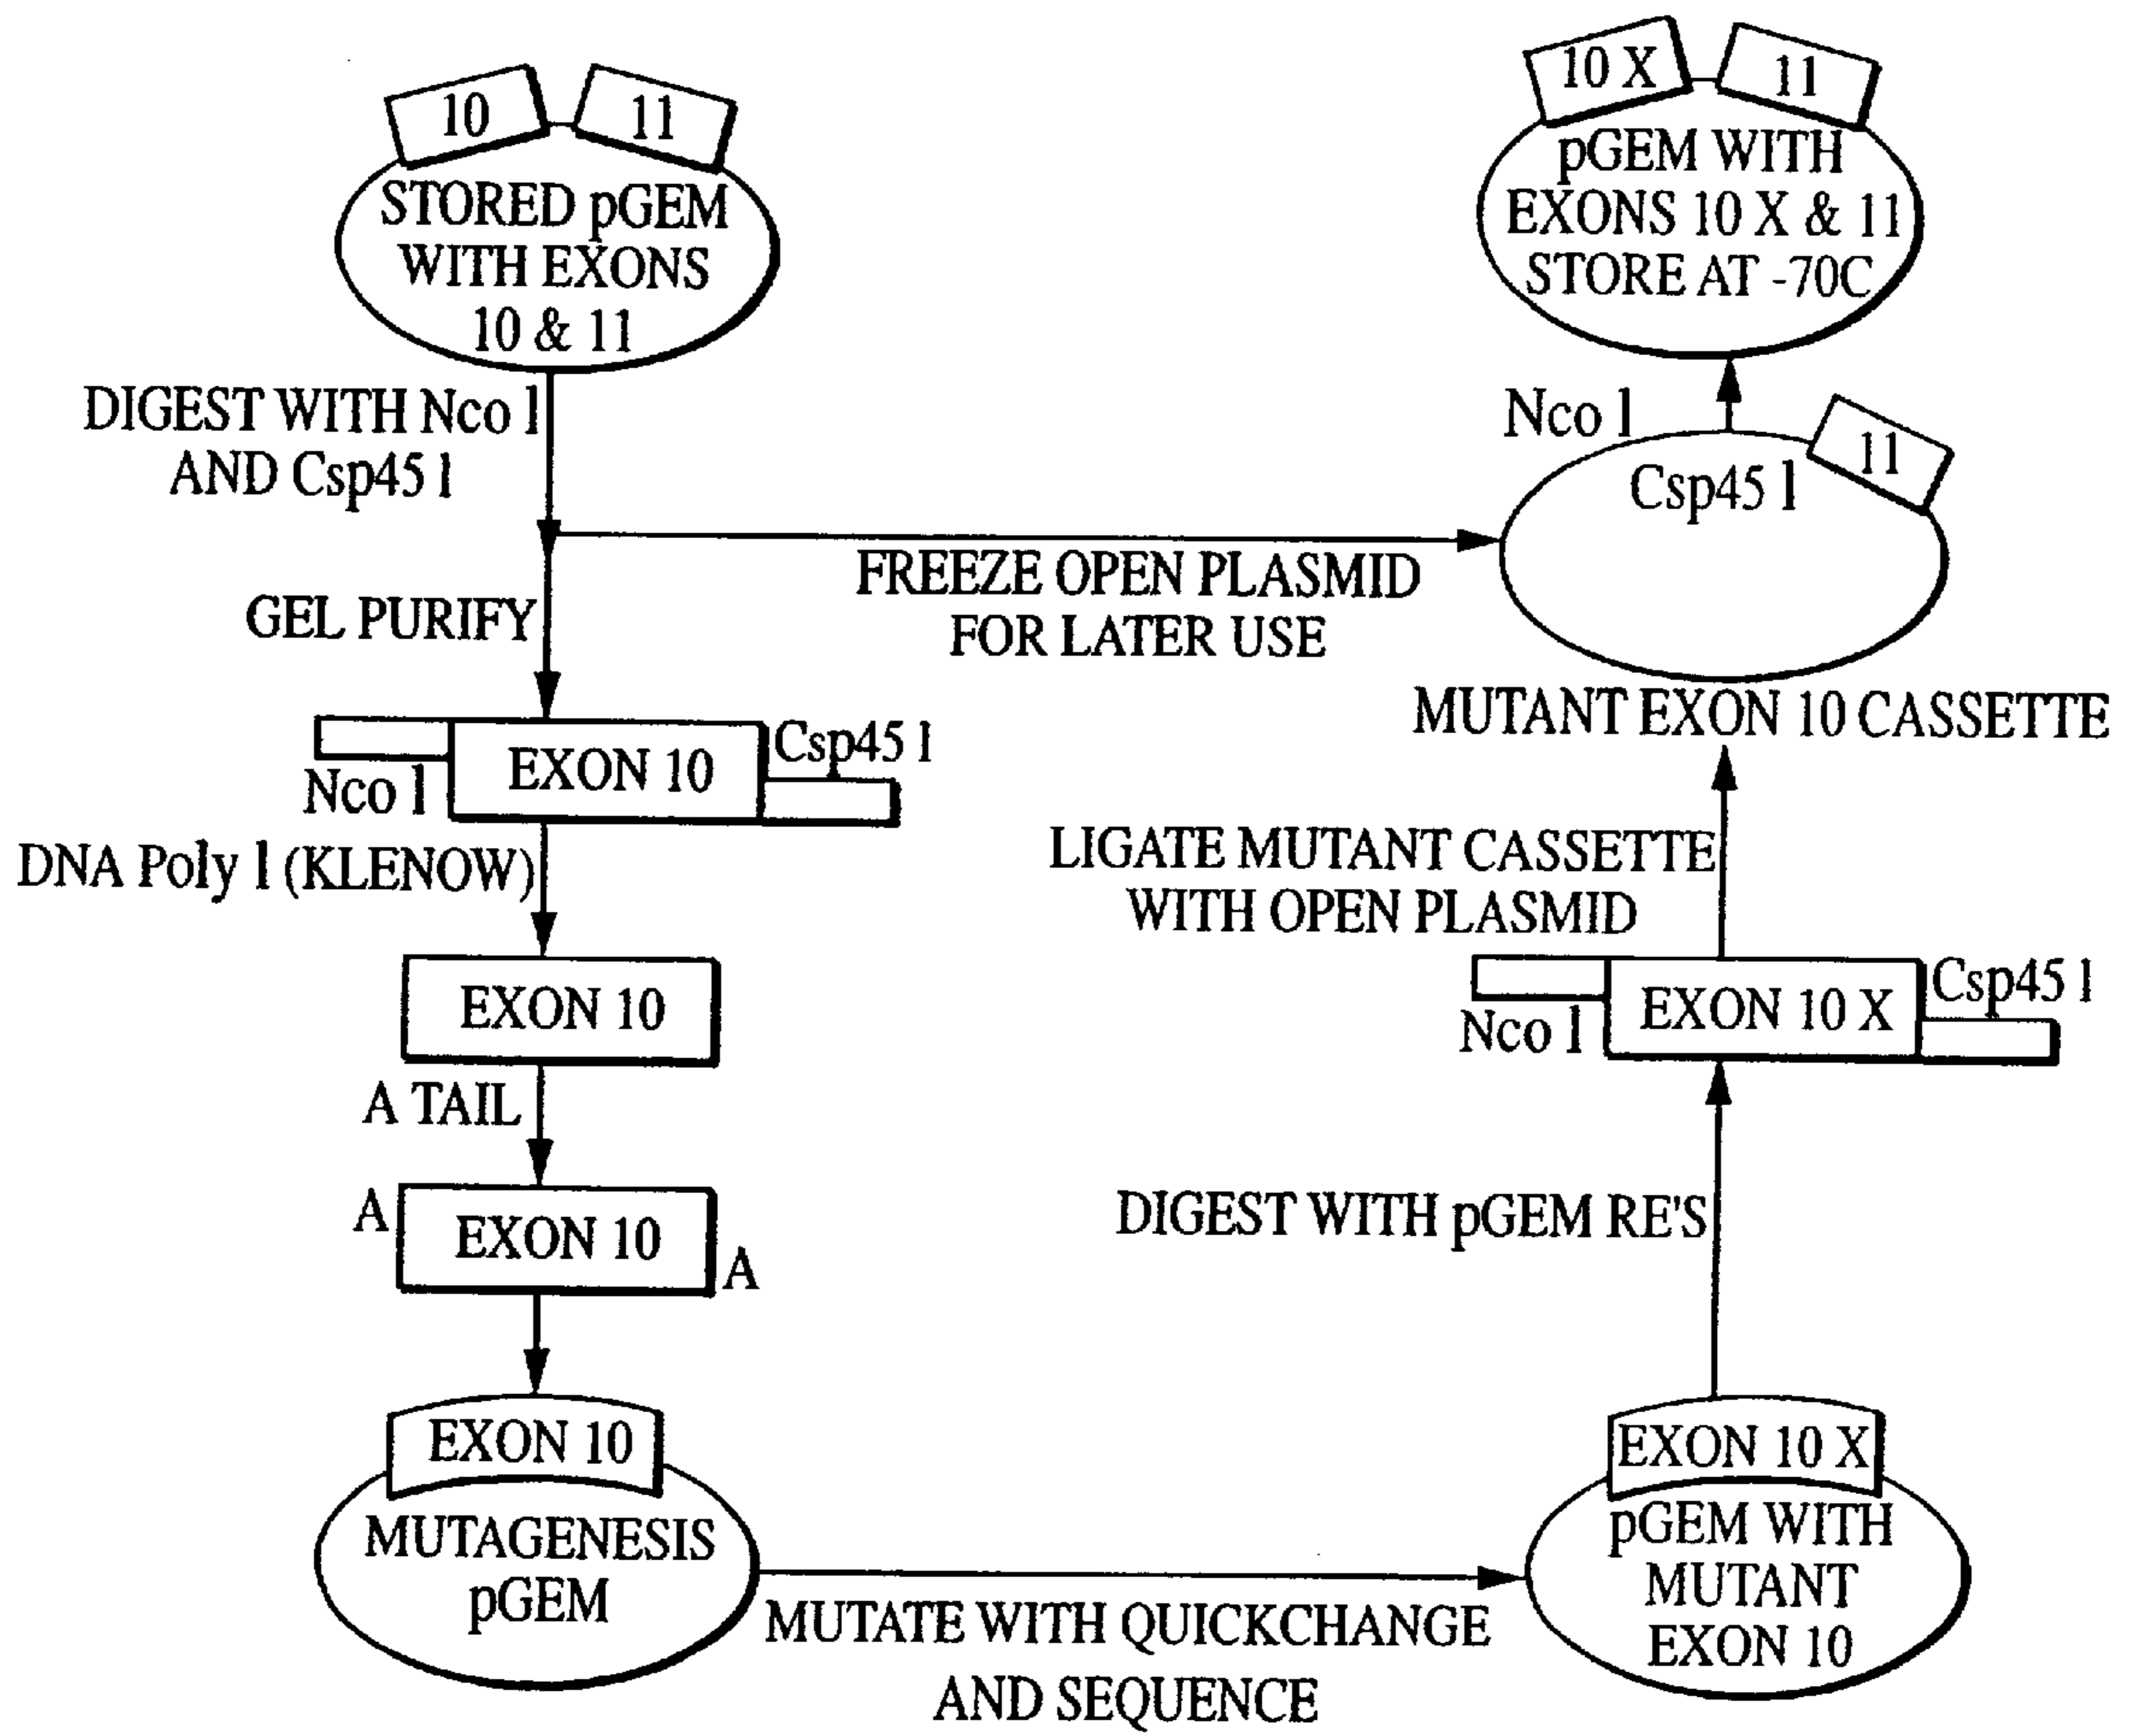 10
11
STORED pGEM
WITH EXONS
10 & 11
DIGEST WITH Nco l
AND Csp45 l
GEL PURIFY
FREEZE OPEN PLASMID
FOR LATER USE
Nco l
EXON 10
Csp45 l
DNA Poly l (KLENOW)
EXON 10
A TAIL
A
EXON 10
A
EXON 10
MUTAGENESIS
pGEM
MUTATE WITH QUICKCHANGE
AND SEQUENCE
EXON 10 X
pGEM WITH
MUTANT
EXON 10
DIGEST WITH pGEM RE'S
Nco l
EXON 10 X
Csp45 l
LIGATE MUTANT CASSETTE
WITH OPEN PLASMID
MUTANT EXON 10 CASSETTE
Nco l
Csp45 l
11
10 X
11
pGEM WITH
EXONS 10 X & 11
STORE AT -70C